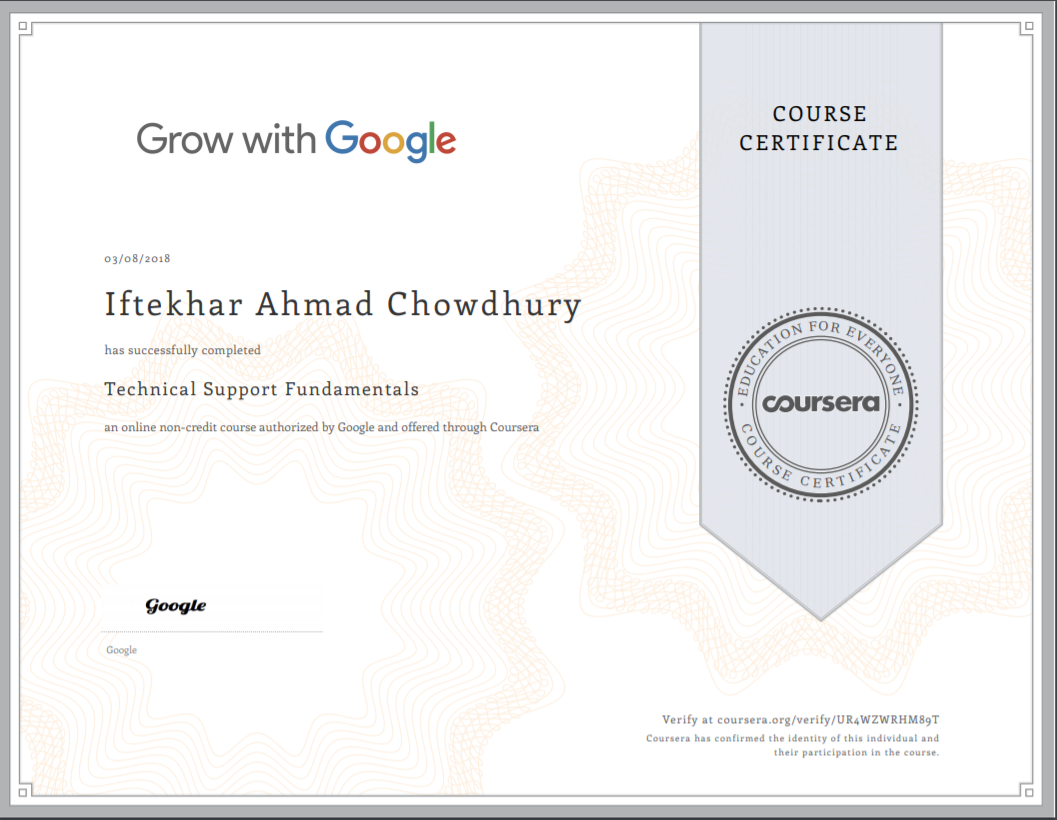 Grow with Google
COURSE
CERTIFICATE
03/08/2018
Iftekhar Ahmad Chowdhury
has successfully completed
Technical Support Fundamentals
an online non-credit course authorized by Google and offered through Coursera
EDUCATION FOR EVERYONE
coursera
COURSE CERTIFICATE
Google
Google
Verify at coursera.org/verify/UR4WZWRHM89T
Coursera has confirmed the identity of this individual and
their participation in the course.